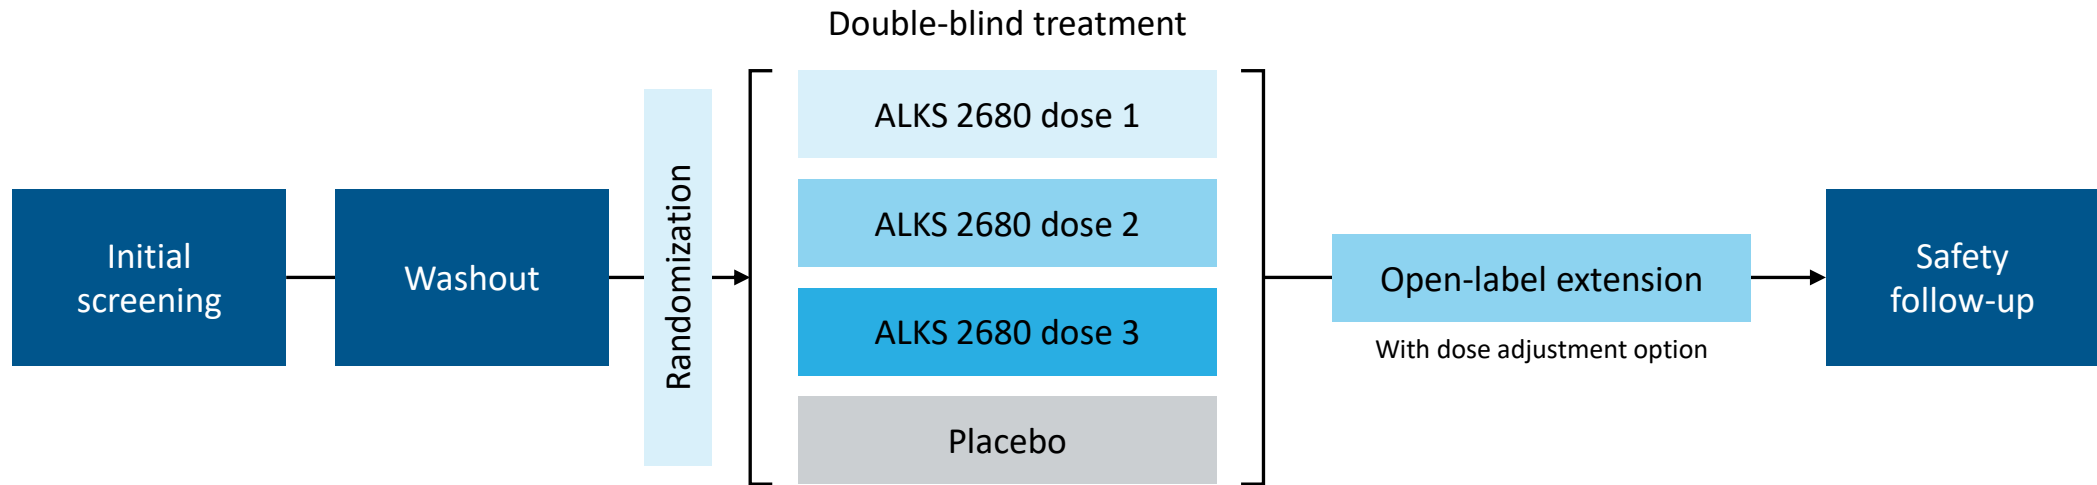 Double-blind treatment
Initial
screening
Washout
Randomization
ALKS 2680 dose 1
ALKS 2680 dose 2
ALKS 2680 dose 3
Placebo
Open-label extension
With dose adjustment option
Safety
follow-up